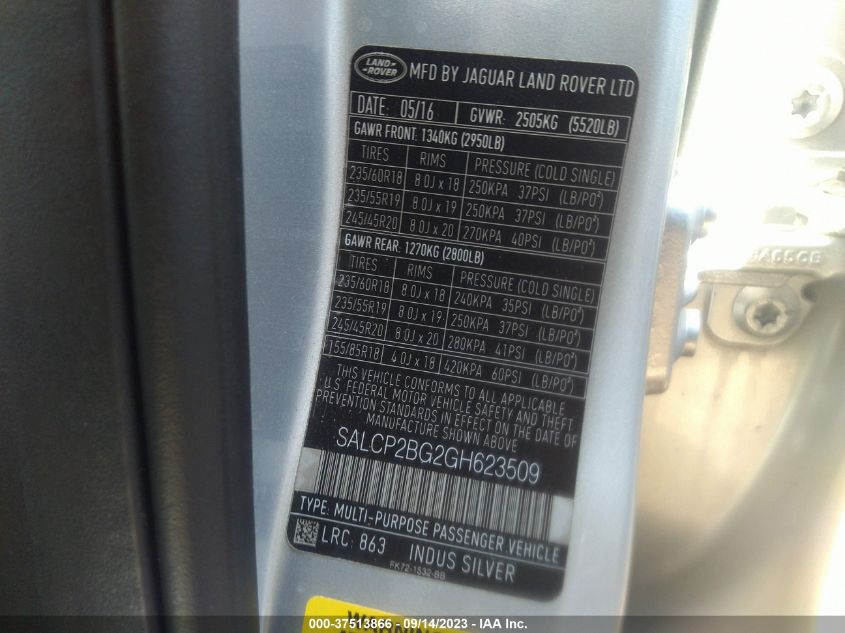 LAND ROVER MFD BY JAGUAR LAND ROVER LTD
DATE: 05/16 GVWR: 2505KG (5520LB)
GAWR FRONT: 1340KG (2950LB)
TIRES RIMS PRESSURE (COLD SINGLE)
235/60R18 8.0J x 18 250KPA 37PSI (LB/PO²)
235/55R19 8.0J x 19 250KPA 37PSI (LB/PO²)
245/45R20 8.0J x 20 270KPA 40PSI (LB/PO²)
GAWR REAR: 1270KG (2800LB)
TIRES RIMS PRESSURE (COLD SINGLE)
235/60R18 8.0J x 18 240KPA 35PSI (LB/PO²)
235/55R19 8.0J x 19 250KPA 37PSI (LB/PO²)
245/45R20 8.0J x 20 280KPA 41PSI (LB/PO²)
155/85R18 4.0J x 18 420KPA 60PSI (LB/PO²)
THIS VEHICLE CONFORMS TO ALL APPLICABLE
U.S. FEDERAL MOTOR VEHICLE SAFETY AND THEFT
PREVENTION STANDARDS IN EFFECT ON THE DATE OF
MANUFACTURE SHOWN ABOVE
SALCP2BG2GH623509
TYPE: MULTI-PURPOSE PASSENGER VEHICLE
LRC: 863 INDUS SILVER
FK72-1532-BB
WARNING
00-37513866 - 09/14/2023 - IAA Inc.